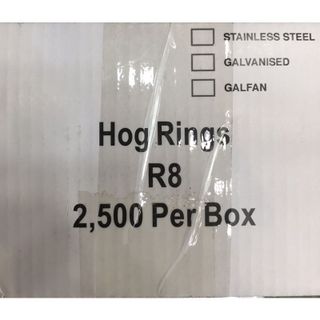 STAINLESS STEEL
GALVANISED
GALFAN
Hog Rings
R8
2,500 Per Box